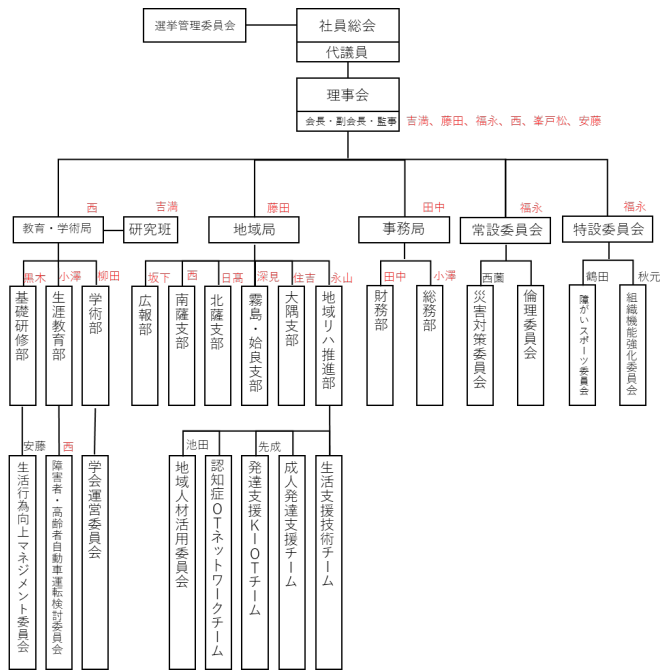 選挙管理委員会
社員総会
代議員
理事会
会長・副会長・監事
吉満、藤田、福永、西、峯戸松、安藤
西
吉満
藤田
田中
福永
福永
教育・学術局
研究班
地域局
事務局
常設委員会
特設委員会
黒木
小澤
柳田
坂下
西
日高
深見
住吉
永山
田中
小澤
西薗
鶴田
秋元
基礎研修部
生涯教育部
学術部
広報部
南薩支部
北薩支部
霧島・姶良支部
大隅支部
地域リハ推進部
財務部
総務部
災害対策委員会
倫理委員会
障がいスポーツ委員会
組織機能強化委員会
安藤
西
池田
先成
生活行為向上マネジメント委員会
障害者・高齢者自動車運転検討委員会
学会運営委員会
地域人材活用委員会
認知症OTネットワークチーム
発達支援KIOTチーム
成人発達支援チーム
生活支援技術チーム